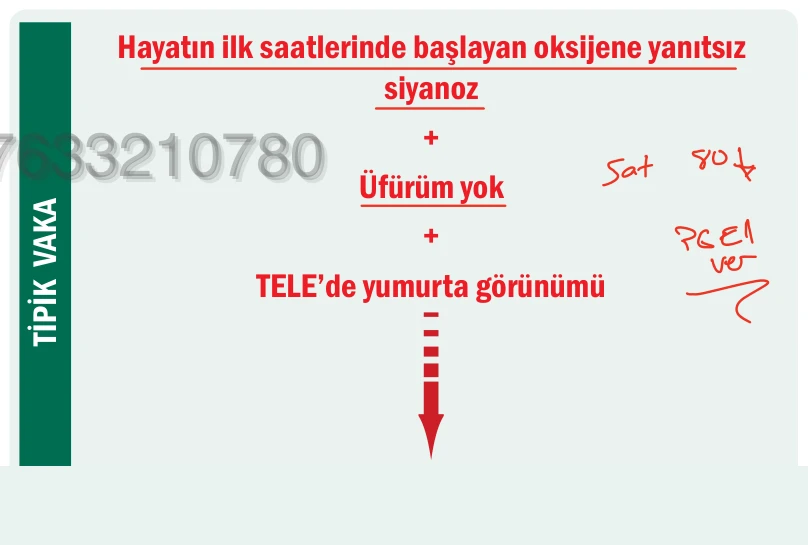 Hayatın ilk saatlerinde başlayan oksijene yanıtsız
siyanoz
+
7633210780
Üfürüm yok
Sat 80↓
+
PGE1
ver
TELE’de yumurta görünümü
TİPİK VAKA